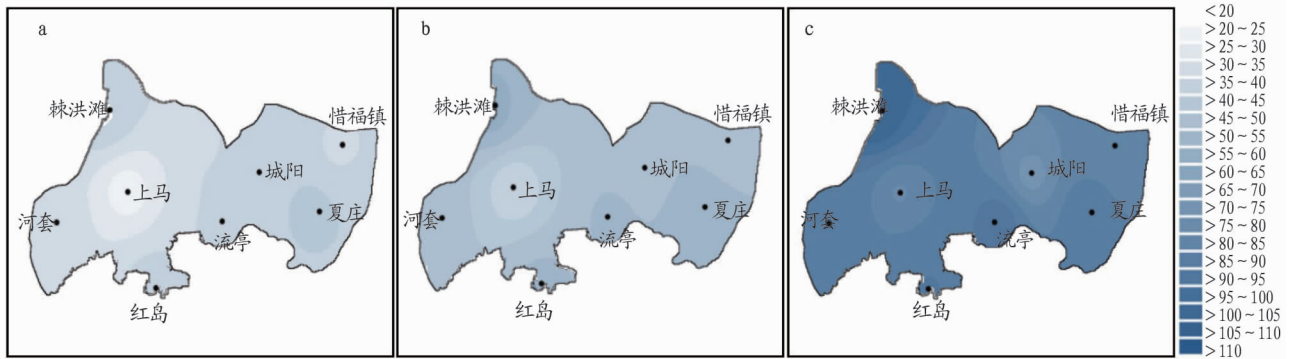 a
棘洪滩
惜福镇
城阳
上马
夏庄
河套
流亭
红岛
b
棘洪滩
惜福镇
城阳
上马
夏庄
河套
流亭
红岛
c
棘洪滩
惜福镇
城阳
上马
夏庄
河套
流亭
红岛
<20
>20~25
>25~30
>30~35
>35~40
>40~45
>45~50
>50~55
>55~60
>60~65
>65~70
>70~75
>75~80
>80~85
>85~90
>90~95
>95~100
>100~105
>105~110
>110